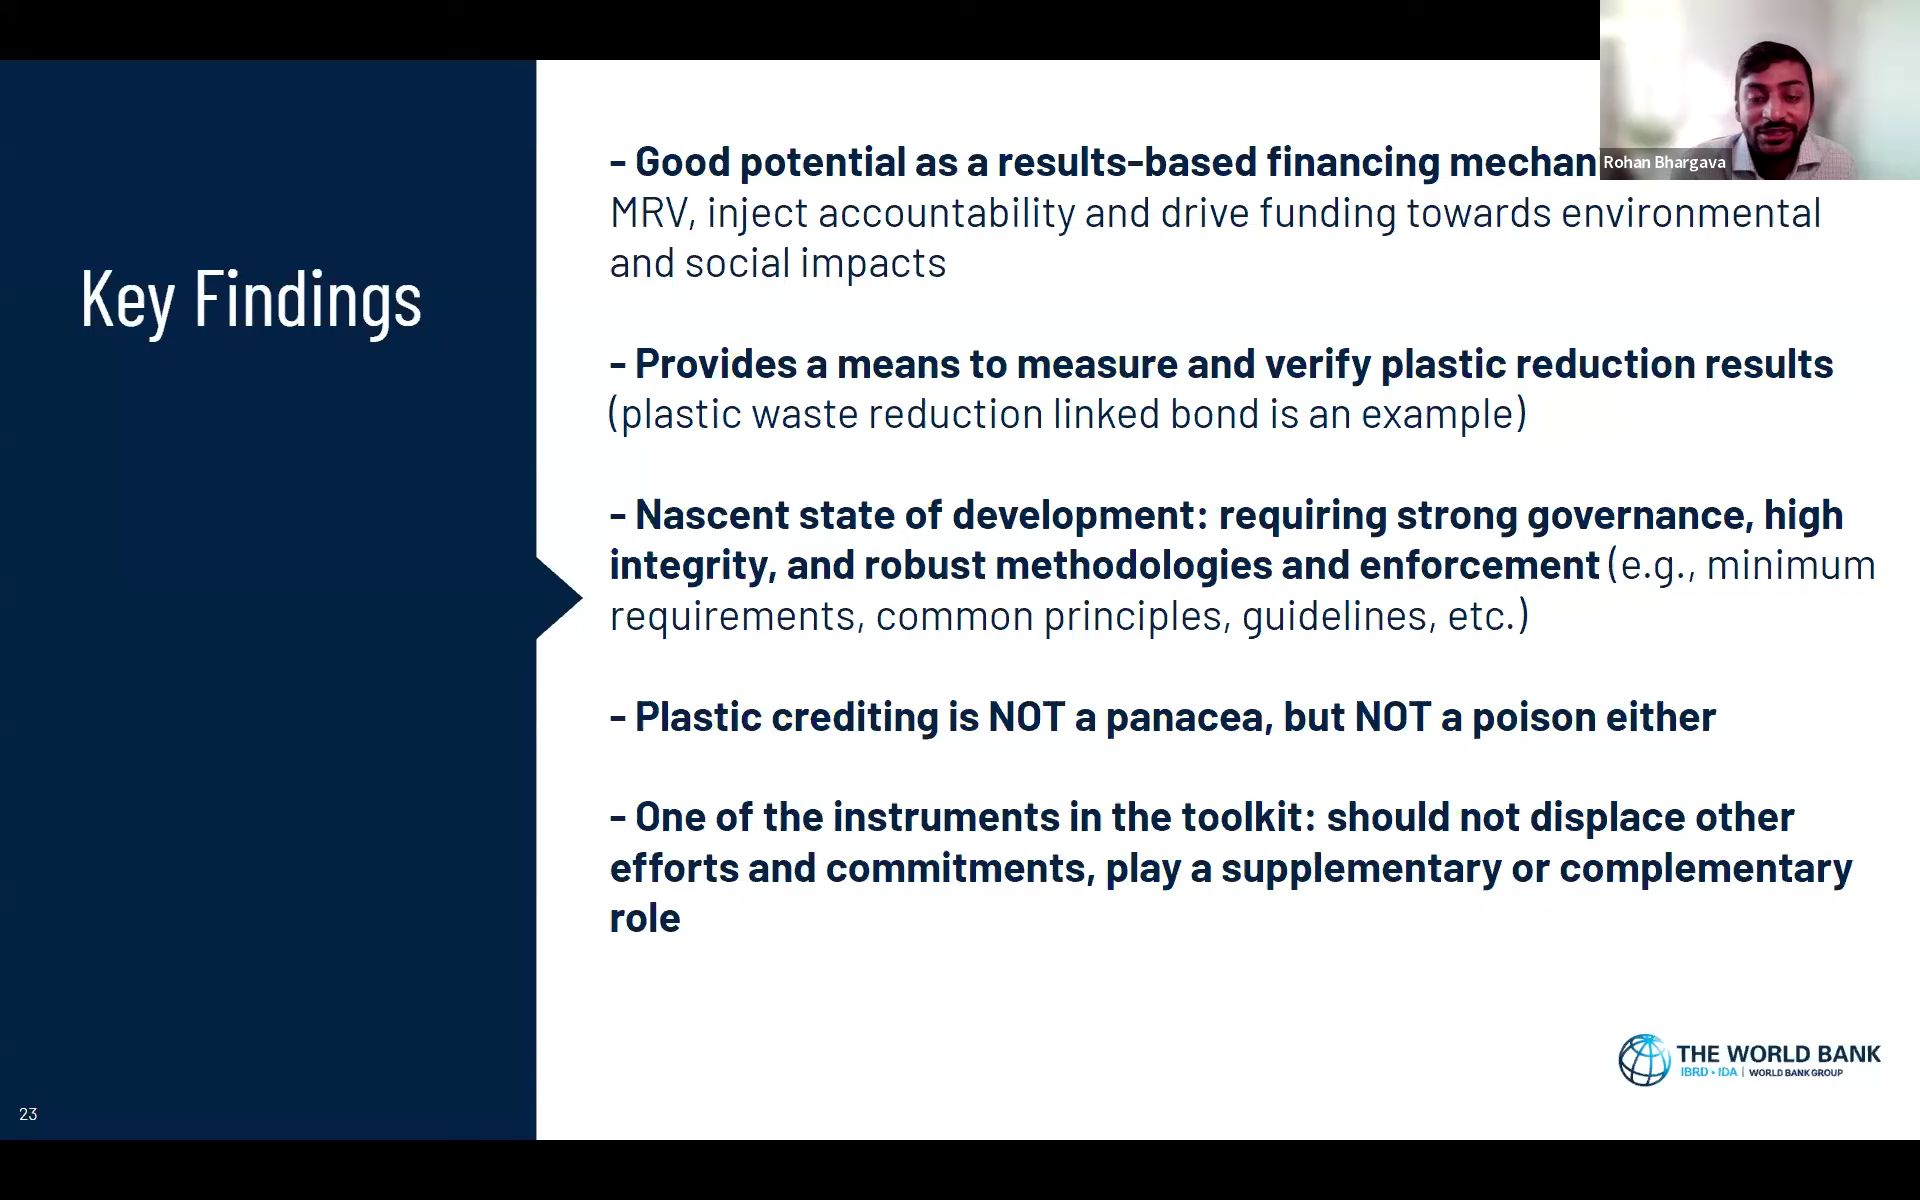 Rohan Bhargava
Key Findings
- Good potential as a results-based financing
MRV, inject accountability and drive funding towards environmental
and social impacts
- Provides a means to measure and verify plastic reduction results
(plastic waste reduction linked bond is an example)
- Nascent state of development: requiring strong governance, high
integrity, and robust methodologies and enforcement (e.g., minimum
requirements, common principles, guidelines, etc.)
- Plastic crediting is NOT a panacea, but NOT a poison either
- One of the instruments in the toolkit: should not displace other
efforts and commitments, play a supplementary or complementary
role
THE WORLD BANK
IBRD • IDA | WORLD BANK GROUP
23